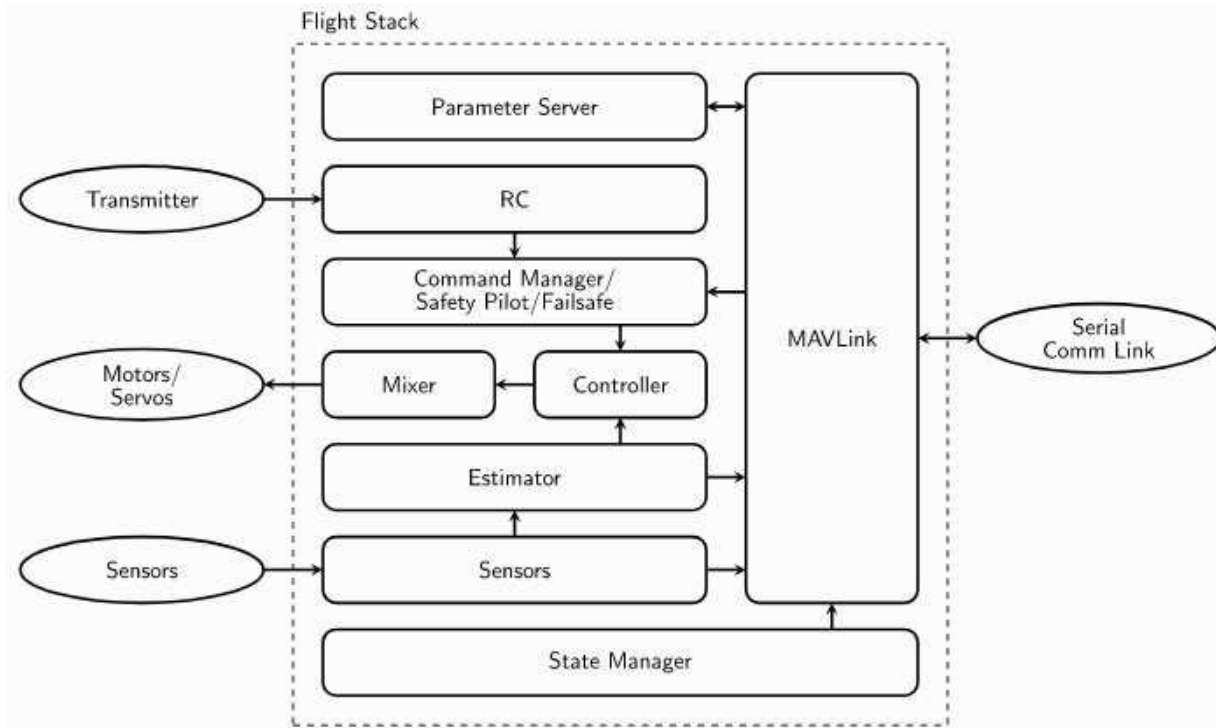 Flight Stack
Parameter Server
Transmitter
RC
Command Manager/
Safety Pilot/Failsafe
MAVLink
Serial
Comm Link
Motors/
Servos
Mixer
Controller
Estimator
Sensors
Sensors
State Manager